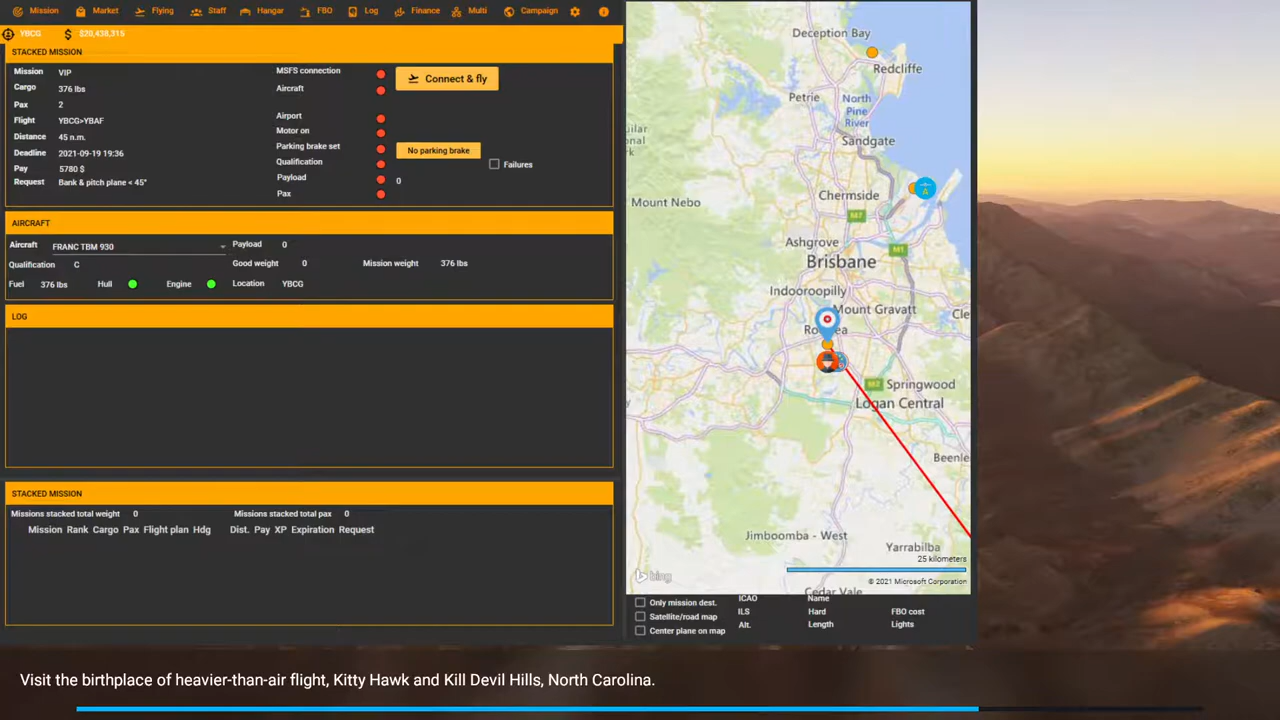 Mission Market Flying Staff Hangar FBO Log Finance Multi Campaign
YBCG $ $20,438,315
STACKED MISSION
Mission VIP
Cargo 376 lbs
Pax 2
Flight YBCG>YBAF
Distance 45 n.m.
Deadline 2021-09-19 19:36
Pay 5780 $
Request Bank & pitch plane < 45°
MSFS connection
Aircraft
Connect & fly
Airport
Motor on
Parking brake set
No parking brake
Qualification
Failures
Payload 0
Pax
AIRCRAFT
Aircraft FRANC TBM 930 Payload 0
Qualification C Good weight 0 Mission weight 376 lbs
Fuel 376 lbs Hull Engine Location YBCG
LOG
STACKED MISSION
Missions stacked total weight 0 Missions stacked total pax 0
Mission Rank Cargo Pax Flight plan Hdg Dist. Pay XP Expiration Request
Deception Bay
Redcliffe
Petrie
North
Pine
River
Sandgate
Chermside
Mount Nebo
M7
Ashgrove
M1
Brisbane
Indooroopilly
Mount Gravatt
M2
Springwood
Logan Central
Jimboomba - West
Yarrabilba
25 kilometers
bing
© 2021 Microsoft Corporation
Cedar Vale
Only mission dest.
Satellite/road map
Center plane on map
ICAO Name
ILS Hard FBO cost
Alt. Length Lights
Visit the birthplace of heavier-than-air flight, Kitty Hawk and Kill Devil Hills, North Carolina.